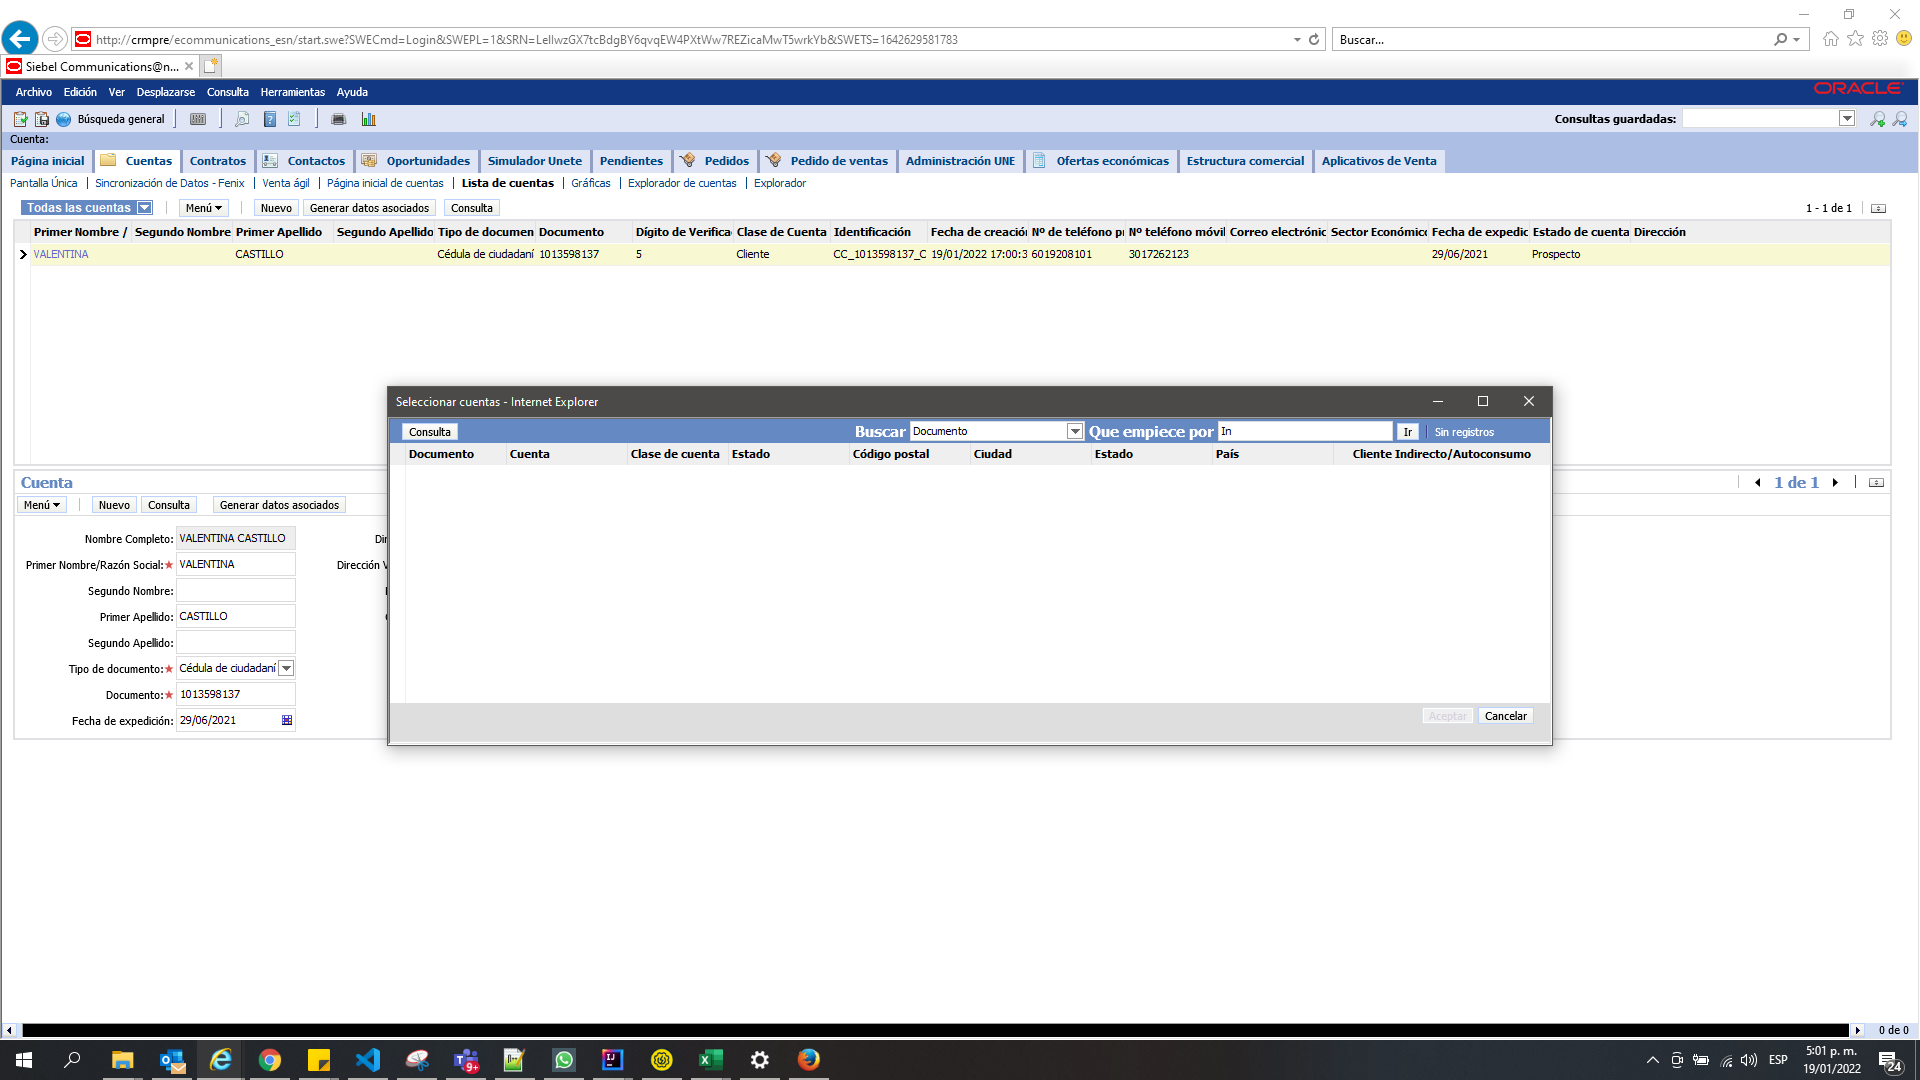 http://crmpre/ecommunications_esn/start.swe?SWECmd=Login&SWEPL=1&SRN=LeIlwzGX7tcBdgBY6qvqEW4PXtWw7REZicaMwT5wrkYb&SWETS=1642629581783
Buscar...
Siebel Communications@n...
Archivo Edición Ver Desplazarse Consulta Herramientas Ayuda
ORACLE
Búsqueda general
Consultas guardadas:
Cuenta:
Página inicial Cuentas Contratos Contactos Oportunidades Simulador Unete Pendientes Pedidos Pedido de ventas Administración UNE Ofertas económicas Estructura comercial Aplicativos de Venta
Pantalla Única Sincronización de Datos - Fenix Venta ágil Página inicial de cuentas Lista de cuentas Gráficas Explorador de cuentas Explorador
Todas las cuentas Menú Nuevo Generar datos asociados Consulta 1 - 1 de 1
Primer Nombre / Segundo Nombre Primer Apellido Segundo Apellido Tipo de documen Documento Dígito de Verifica Clase de Cuenta Identificación Fecha de creació Nº de teléfono p Nº teléfono móvil Correo electrónic Sector Económico Fecha de expedic Estado de cuenta Dirección
VALENTINA CASTILLO Cédula de ciudadaní 1013598137 5 Cliente CC_1013598137_C 19/01/2022 17:00:3 6019208101 3017262123 29/06/2021 Prospecto
Seleccionar cuentas - Internet Explorer
Consulta Buscar Documento Que empiece por In Ir Sin registros
Documento Cuenta Clase de cuenta Estado Código postal Ciudad Estado País Cliente Indirecto/Autoconsumo
Aceptar Cancelar
Cuenta
1 de 1
Menú Nuevo Consulta Generar datos asociados
Nombre Completo: VALENTINA CASTILLO Di
Primer Nombre/Razón Social:★ VALENTINA Dirección V
Segundo Nombre:
Primer Apellido: CASTILLO
Segundo Apellido:
Tipo de documento:★ Cédula de ciudadaní
Documento:★ 1013598137
Fecha de expedición: 29/06/2021
0 de 0
9+
ESP
5:01 p. m.
19/01/2022
24